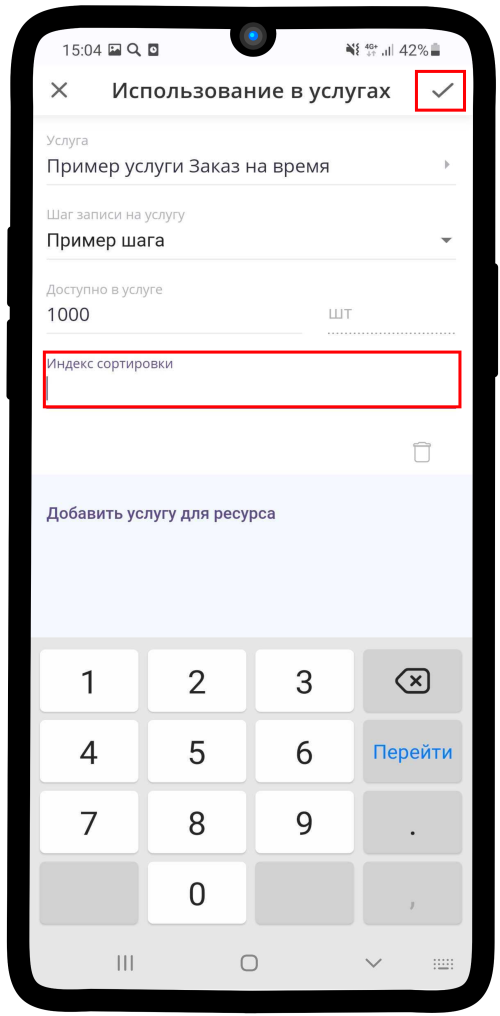 15:04 4G+ 42%
Использование в услугах
Услуга
Пример услуги Заказ на время
Шаг записи на услугу
Пример шага
Доступно в услуге
1000 шт
Индекс сортировки
Добавить услугу для ресурса
1 2 3
4 5 6 Перейти
7 8 9 .
0 ,